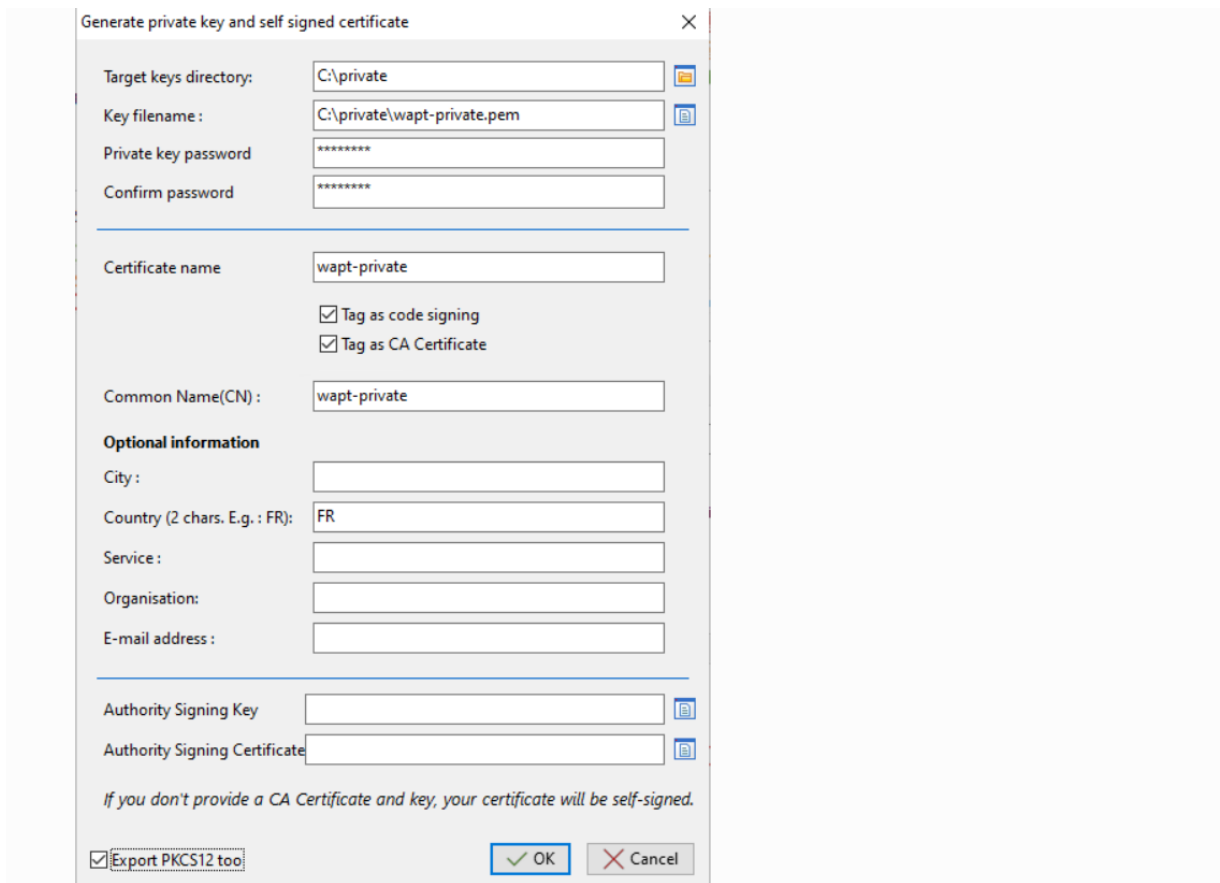 Generate private key and self signed certificate
Target keys directory: C:\private
Key filename : C:\private\wapt-private.pem
Private key password ********
Confirm password ********
Certificate name wapt-private
Tag as code signing
Tag as CA Certificate
Common Name(CN) : wapt-private
Optional information
City :
Country (2 chars. E.g. : FR): FR
Service :
Organisation:
E-mail address :
Authority Signing Key
Authority Signing Certificate
If you don't provide a CA Certificate and key, your certificate will be self-signed.
Export PKCS12 too OK Cancel